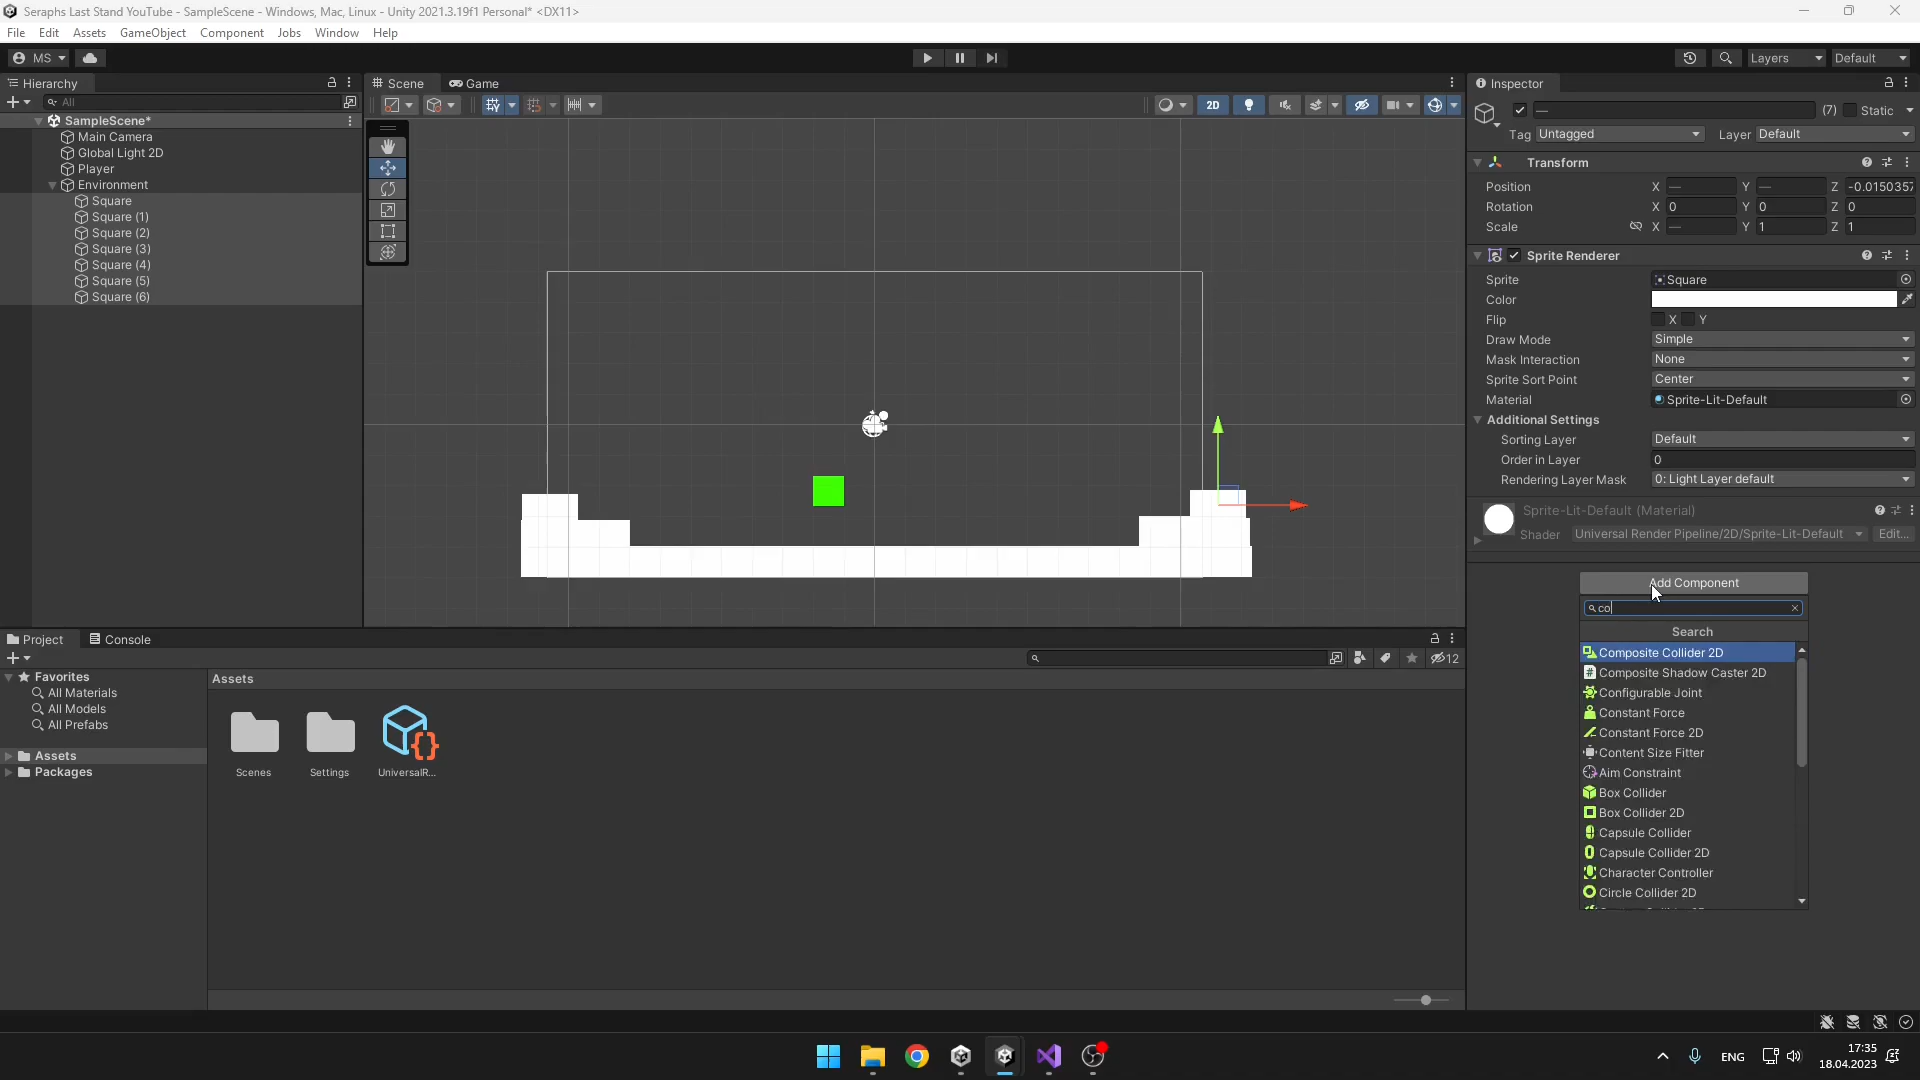 Seraphs Last Stand YouTube - SampleScene - Windows, Mac, Linux - Unity 2021.3.19f1 Personal* <DX11>
File Edit Assets GameObject Component Jobs Window Help
MS
Layers Default
Hierarchy
All
SampleScene*
Main Camera
Global Light 2D
Player
Environment
Square
Square (1)
Square (2)
Square (3)
Square (4)
Square (5)
Square (6)
Scene Game
2D
Inspector
— (7) Static
Tag Untagged Layer Default
Transform
Position X — Y — Z -0.0150357
Rotation X 0 Y 0 Z 0
Scale X — Y 1 Z 1
Sprite Renderer
Sprite Square
Color
Flip X Y
Draw Mode Simple
Mask Interaction None
Sprite Sort Point Center
Material Sprite-Lit-Default
Additional Settings
Sorting Layer Default
Order in Layer 0
Rendering Layer Mask 0: Light Layer default
Sprite-Lit-Default (Material)
Shader Universal Render Pipeline/2D/Sprite-Lit-Default Edit...
Add Component
co
Search
Composite Collider 2D
Composite Shadow Caster 2D
Configurable Joint
Constant Force
Constant Force 2D
Content Size Fitter
Aim Constraint
Box Collider
Box Collider 2D
Capsule Collider
Capsule Collider 2D
Character Controller
Circle Collider 2D
Project Console
12
Favorites
All Materials
All Models
All Prefabs
Assets
Packages
Assets
Scenes
Settings
UniversalR...
ENG
17:35
18.04.2023